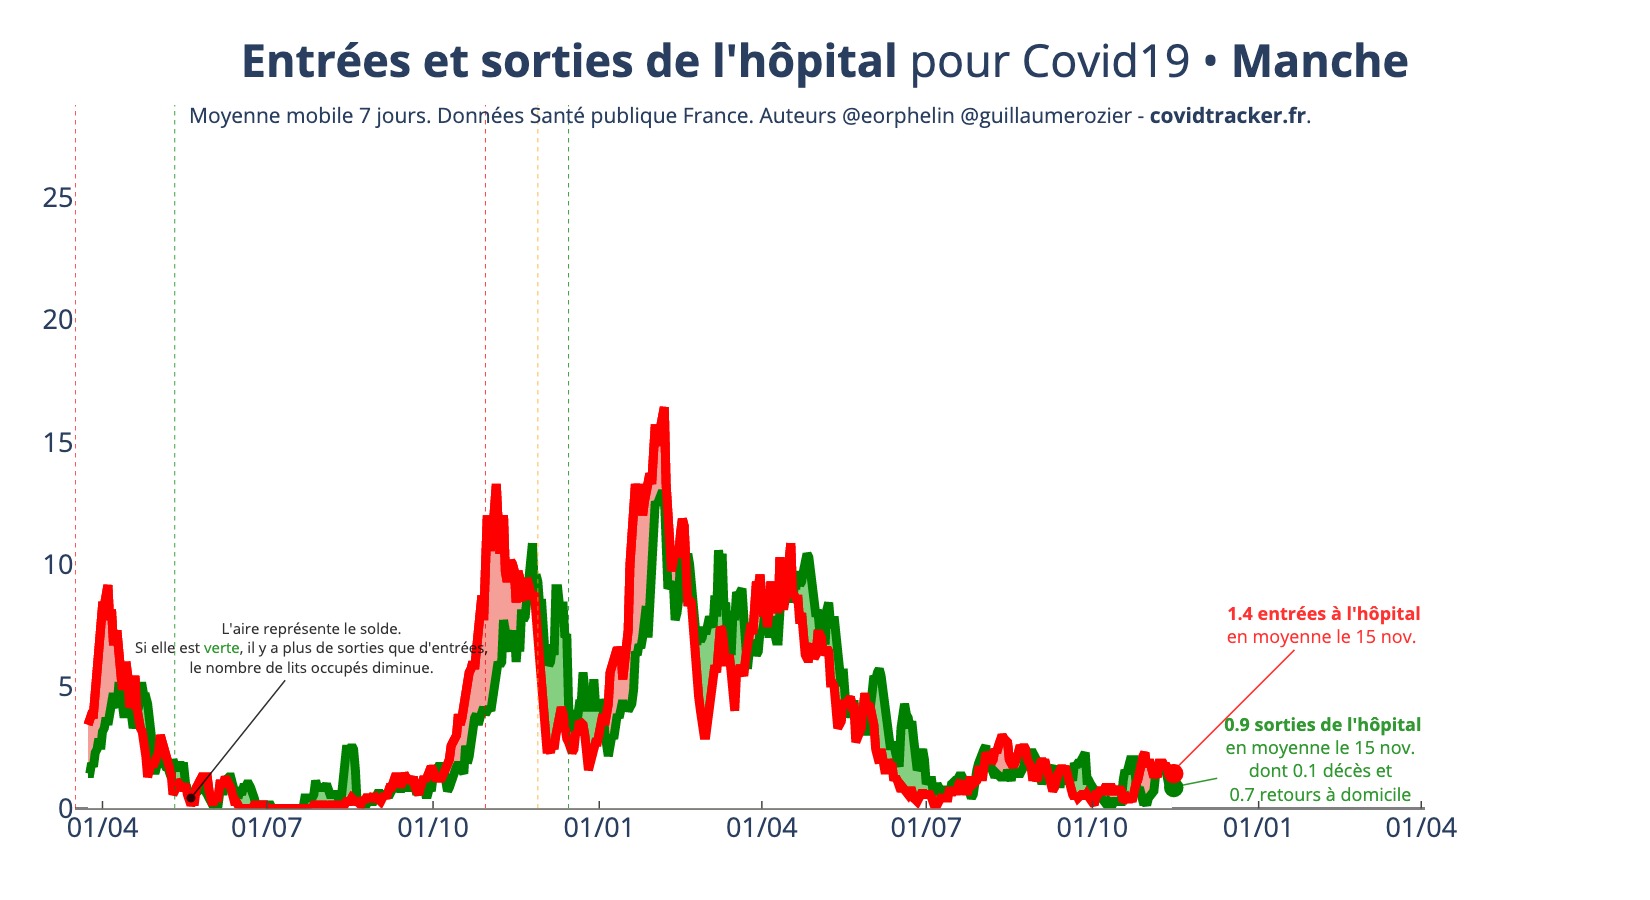 Entrées et sorties de l'hôpital pour Covid19 • Manche
Moyenne mobile 7 jours. Données Santé publique France. Auteurs @eorphelin @guillaumerozier - covidtracker.fr.
25
20
15
10
5
0
L'aire représente le solde.
Si elle est verte, il y a plus de sorties que d'entrées,
le nombre de lits occupés diminue.
1.4 entrées à l'hôpital
en moyenne le 15 nov.
0.9 sorties de l'hôpital
en moyenne le 15 nov.
dont 0.1 décès et
0.7 retours à domicile
01/04 01/07 01/10 01/01 01/04 01/07 01/10 01/01 01/04